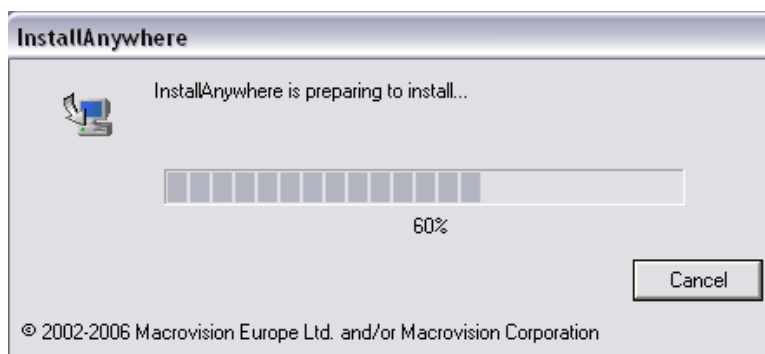 InstallAnywhere
InstallAnywhere is preparing to install...
60%
Cancel
© 2002-2006 Macrovision Europe Ltd. and/or Macrovision Corporation